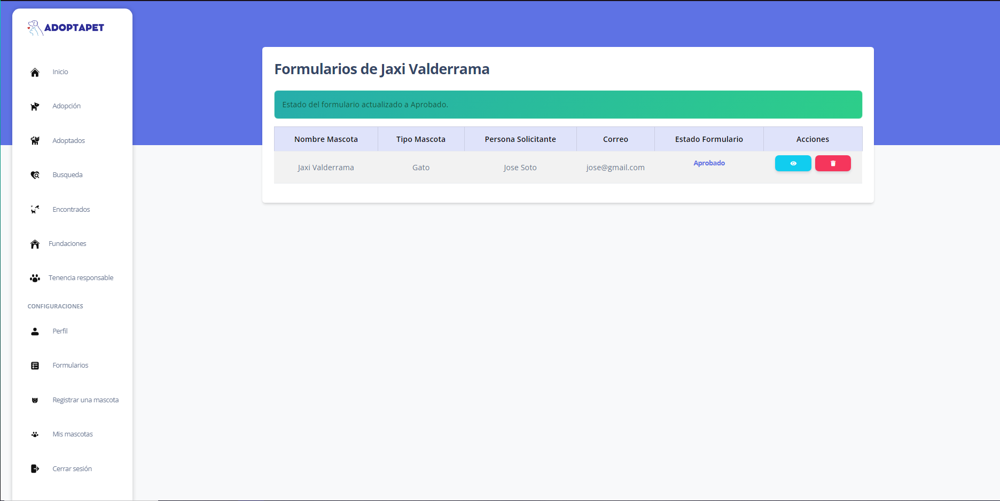 ADOPTAPET
Inicio
Adopción
Adoptados
Busqueda
Encontrados
Fundaciones
Tenencia responsable
CONFIGURACIONES
Perfil
Formularios
Registrar una mascota
Mis mascotas
Cerrar sesión
Formularios de Jaxi Valderrama
Estado del formulario actualizado a Aprobado.
Nombre Mascota Tipo Mascota Persona Solicitante Correo Estado Formulario Acciones
Jaxi Valderrama Gato Jose Soto jose@gmail.com Aprobado